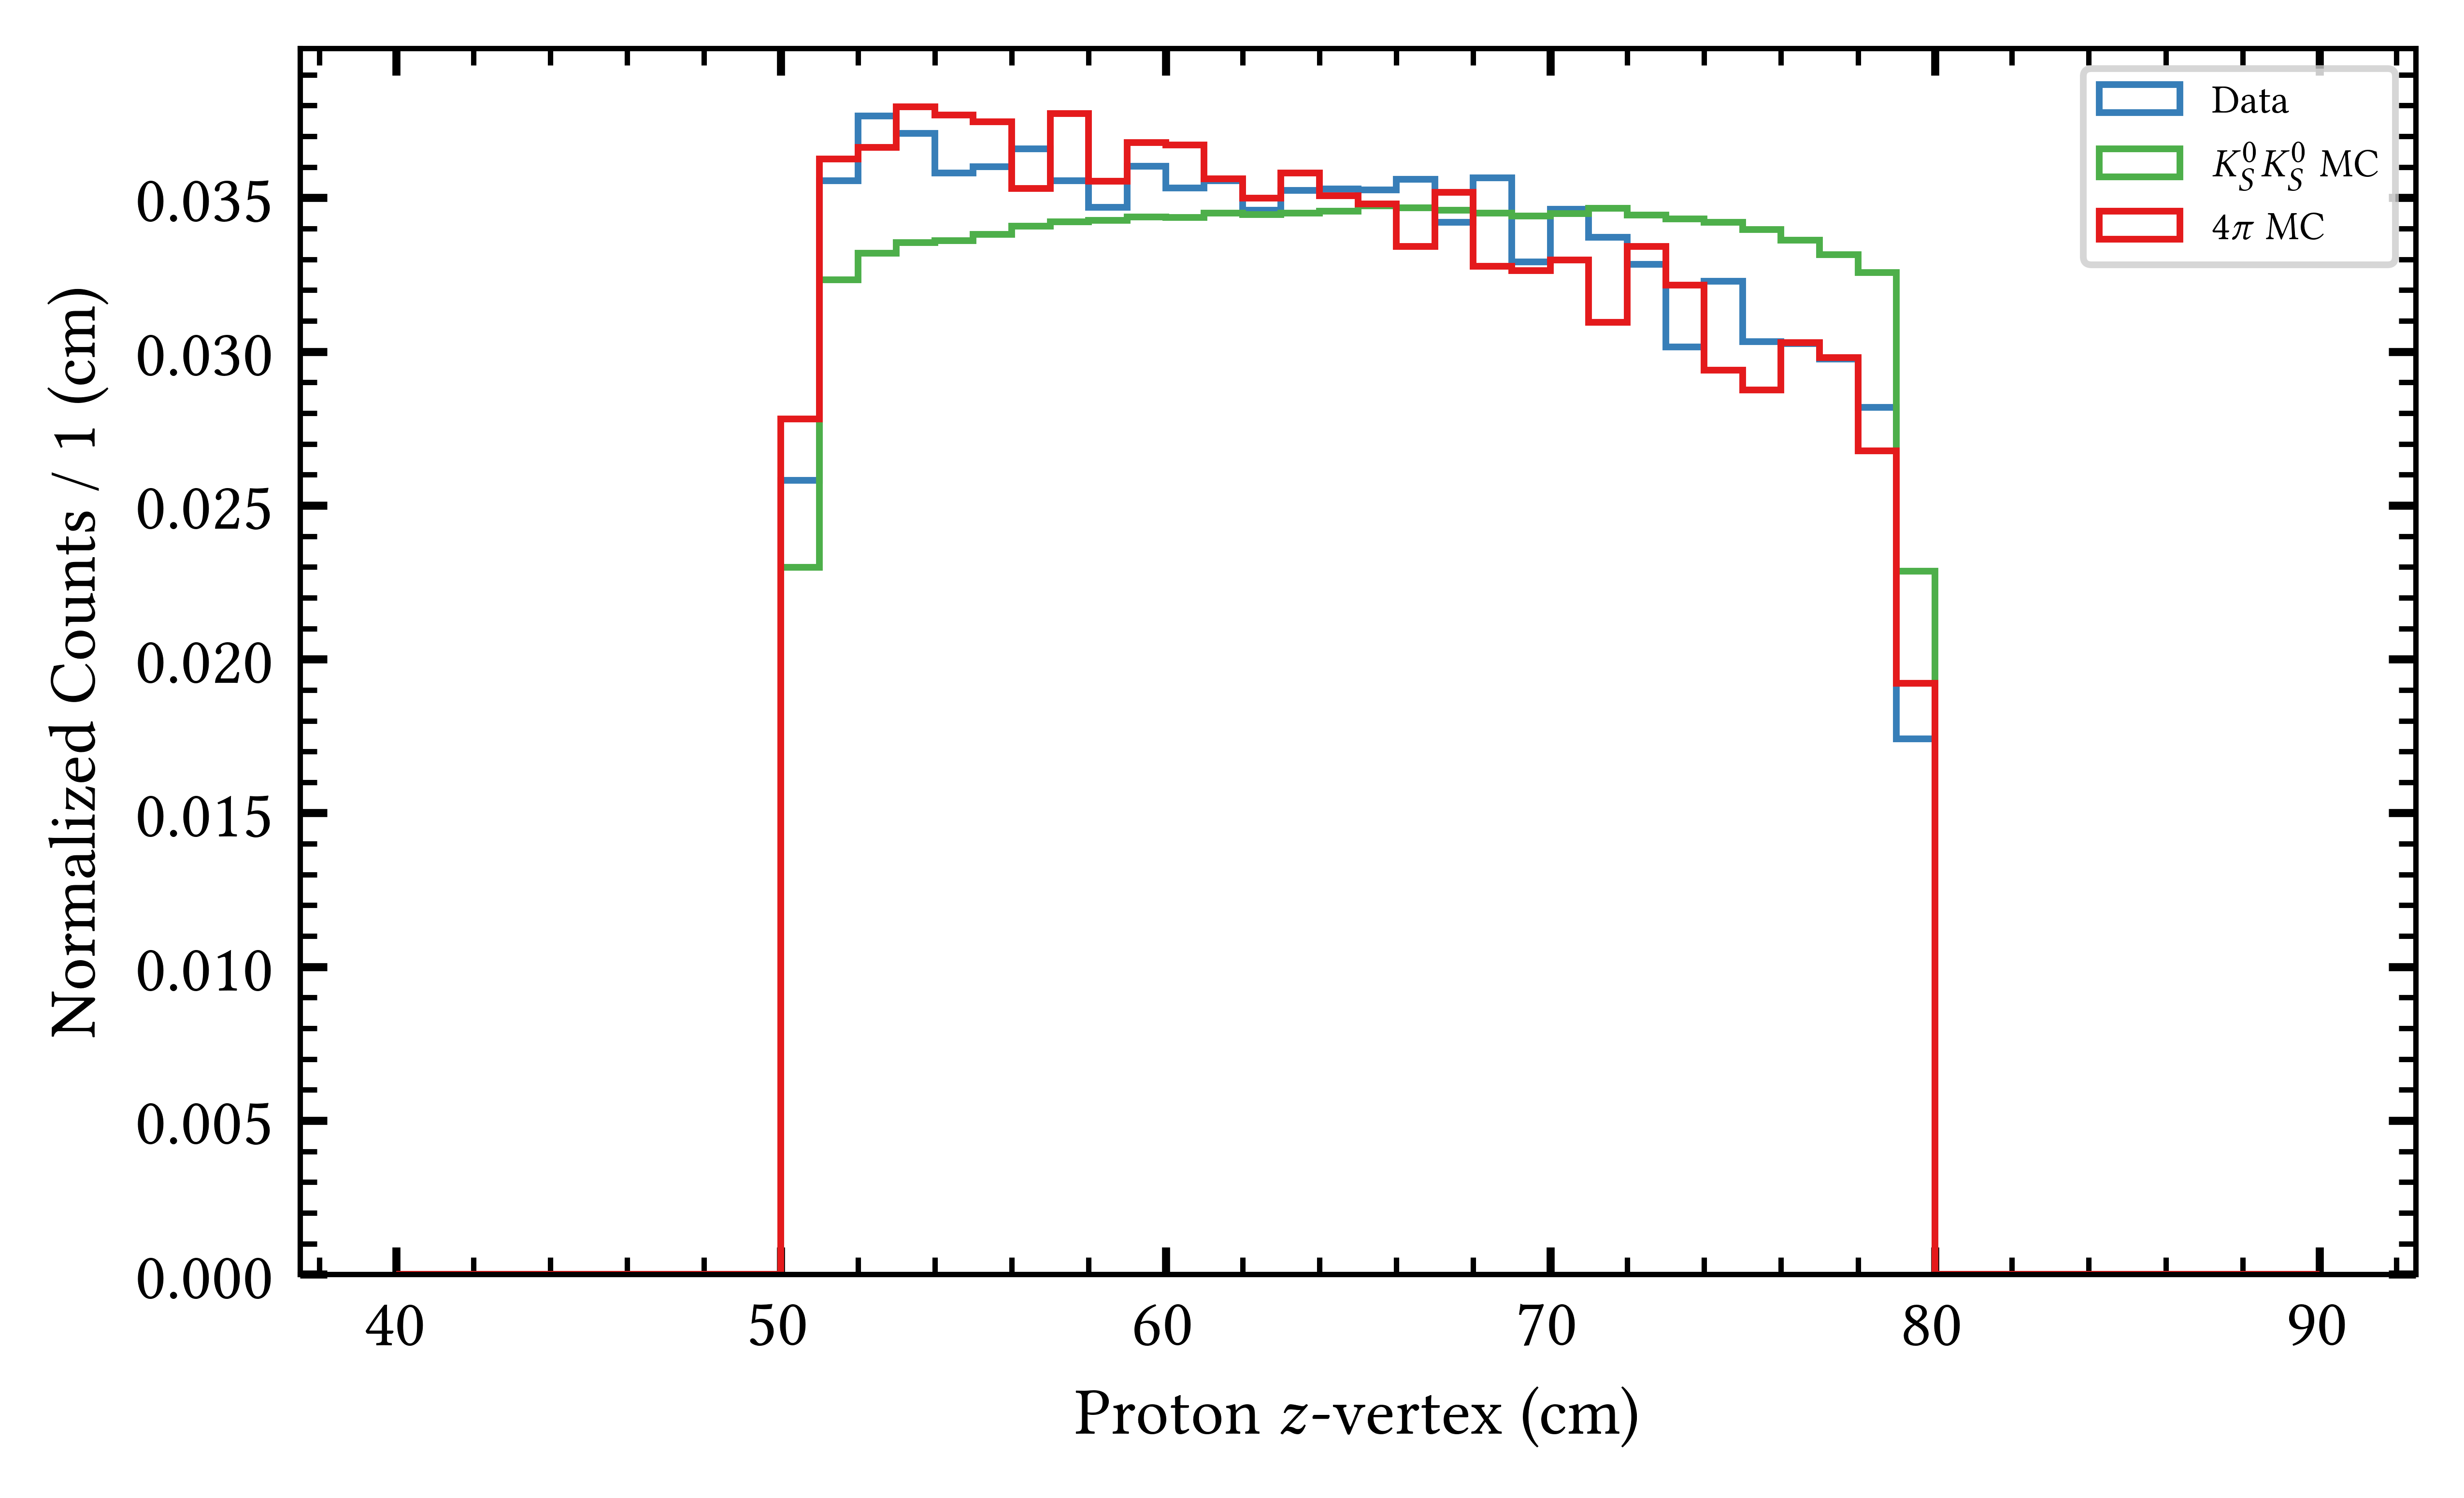 Normalized Counts / 1 (cm)
0.035
0.030
0.025
0.020
0.015
0.010
0.005
0.000
40 50 60 70 80 90
Proton z-vertex (cm)
Data
K⁰_S K⁰_S MC
4π MC